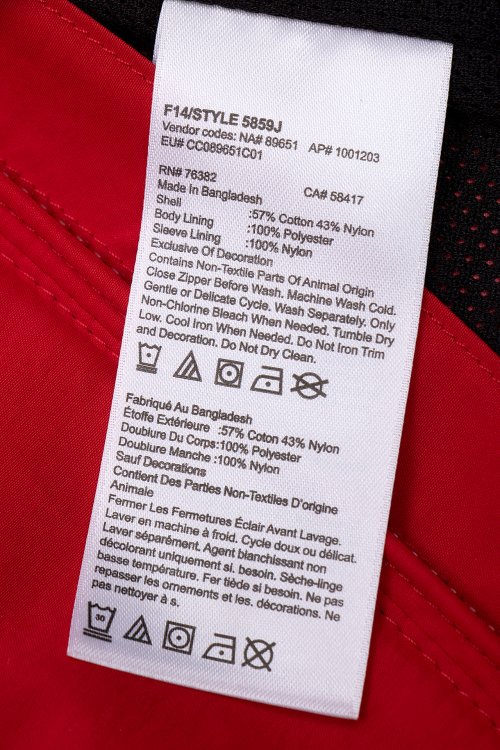 F14/STYLE 5859J
Vendor codes: NA# 89651 AP# 1001203
EU# CC089651C01
RN# 76382 CA# 58417
Made In Bangladesh
Shell :57% Cotton 43% Nylon
Body Lining :100% Polyester
Sleeve Lining :100% Nylon
Exclusive Of Decoration
Contains Non-Textile Parts Of Animal Origin
Close Zipper Before Wash. Machine Wash Cold.
Gentle or Delicate Cycle. Wash Separately. Only
Non-Chlorine Bleach When Needed. Tumble Dry
Low. Cool Iron When Needed. Do Not Iron Trim
and Decoration. Do Not Dry Clean.
Fabriqué Au Bangladesh
Étoffe Extérieure :57% Coton 43% Nylon
Doublure Du Corps:100% Polyester
Doublure Manche :100% Nylon
Sauf Decorations
Contient Des Parties Non-Textiles D'origine
Animale
Fermer Les Fermetures Éclair Avant Lavage.
Laver en machine à froid. Cycle doux ou délicat.
Laver séparément. Agent blanchissant non
décolorant uniquement si. besoin. Sèche-linge
basse température. Fer tiède si besoin. Ne pas
repasser les ornements et les. décorations. Ne
pas nettoyer à s.
30